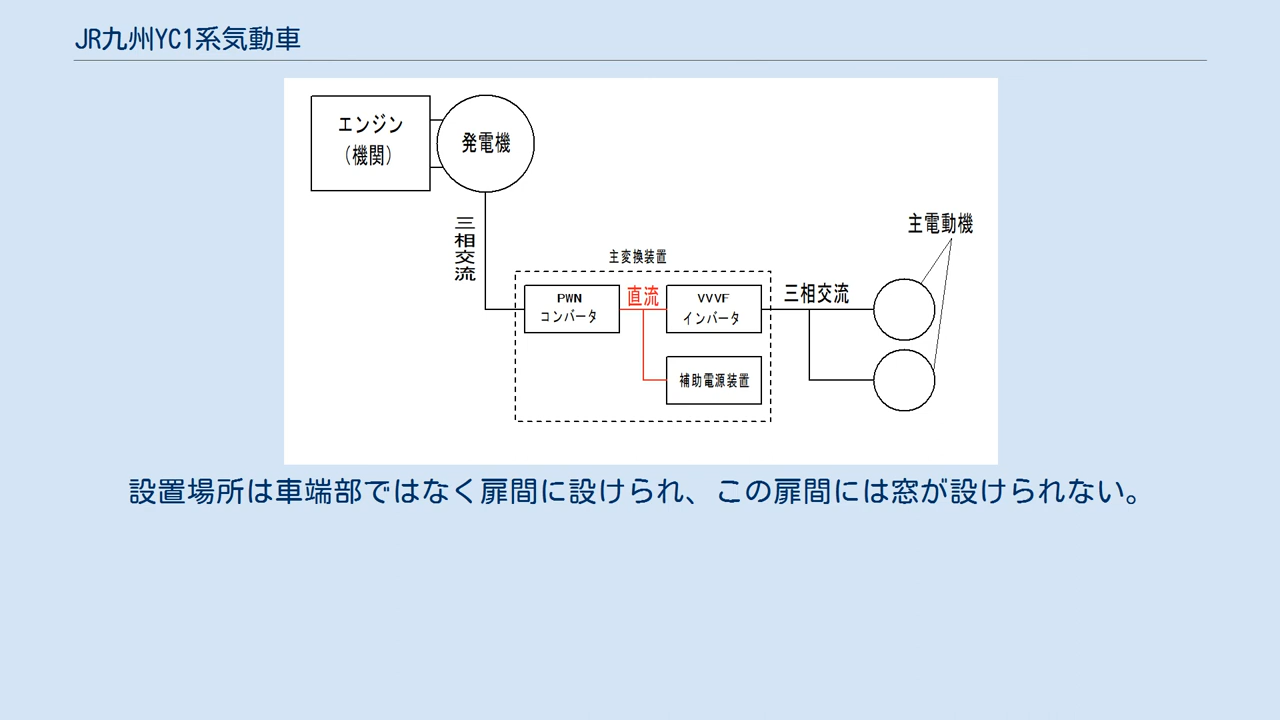 JR九州YC1系気動車
エンジン
(機関)
発電機
三相交流
主電動機
主変換装置
PWN
コンバータ
直流
VVVF
インバータ
三相交流
補助電源装置
設置場所は車端部ではなく扉間に設けられ、この扉間には窓が設けられない。